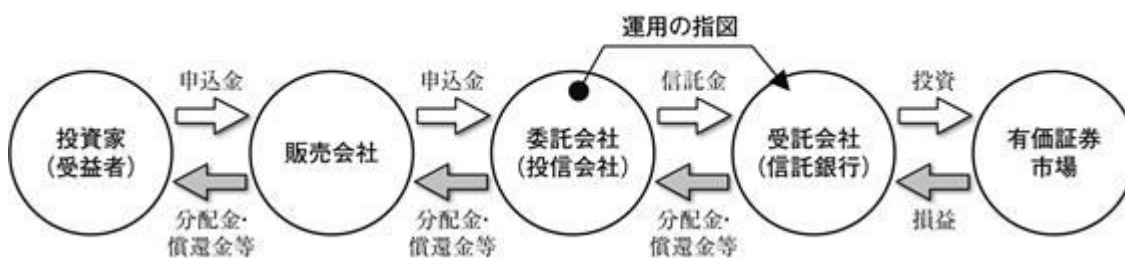 運用の指図
申込金
申込金
信託金
投資
投資家
(受益者)
販売会社
委託会社
(投信会社)
受託会社
(信託銀行)
有価証券
市場
分配金・
償還金等
分配金・
償還金等
分配金・
償還金等
損益